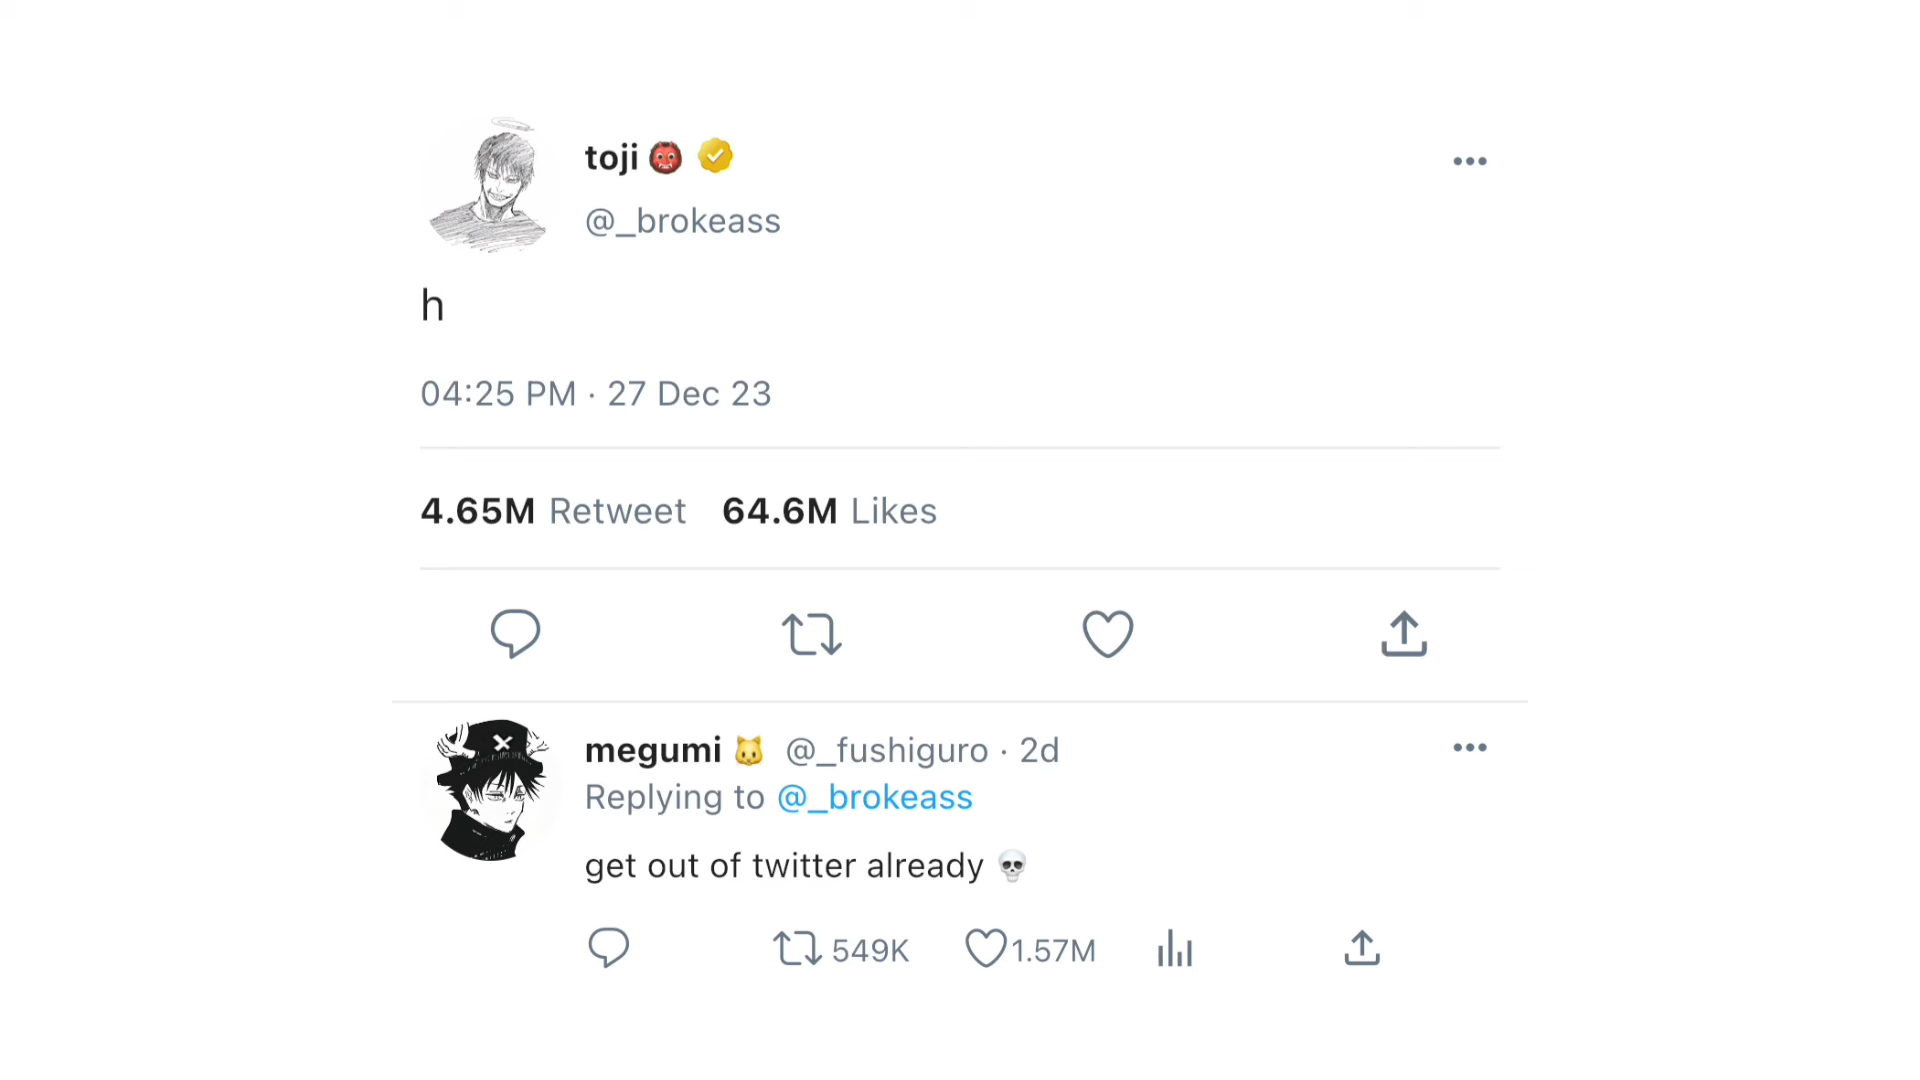 toji 👹
@_brokeass
h
04:25 PM · 27 Dec 23
4.65M Retweet 64.6M Likes
megumi 🐱 @_fushiguro · 2d
Replying to @_brokeass
get out of twitter already 💀
549K 1.57M